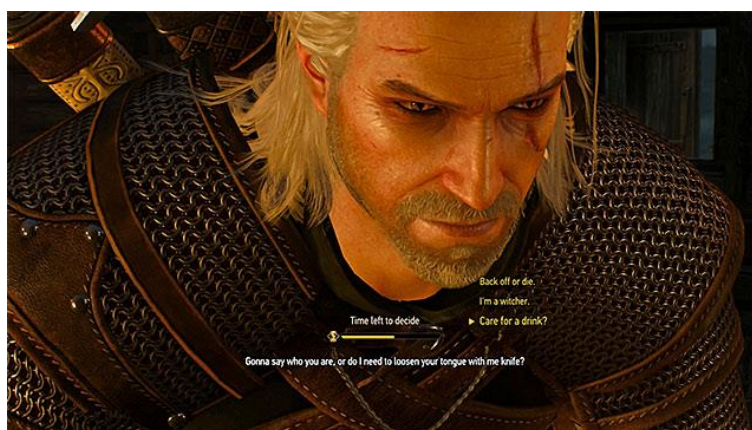 Back off or die.
I'm a witcher.
Care for a drink?
Time left to decide
Gonna say who you are, or do I need to loosen your tongue with me knife?